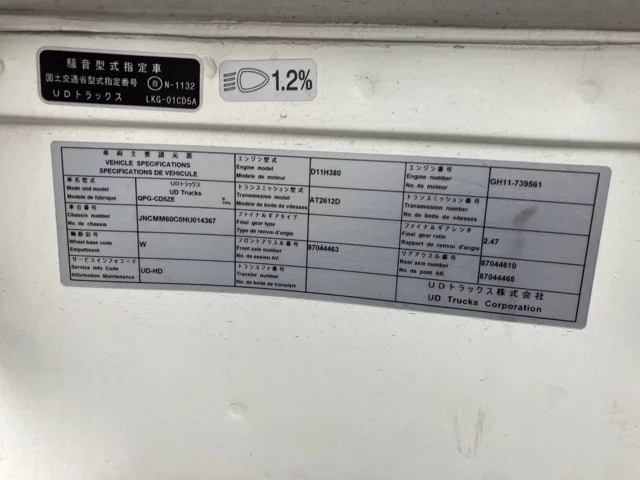 騒音型式指定車
国土交通省型式指定番号 自 N-1132
UDトラックス LKG-01CD5A
1.2%
車両主要諸元票
VEHICLE SPECIFICATIONS
SPECIFICATIONS DE VEHICULE
車名型式 UDトラックス
Made and model UD Trucks
Modele de fabrique QPG-CD5ZE
車台番号
Chassis number JNCMM60C0HU014367
No. de chassis
軸距記号
Wheel base code W
Empattment
サービスインフォコード
Service Info Code UD-HD
Information Maintenance
エンジン型式
Engine model D11H380
Modele de moteur
トランスミッション型式
Transmission model AT2612D
Modele de boite de vitesses
ファイナルギアタイプ
Final gear type
Type de renvoi d'angle
フロントアクスル番号
Front axle number 87044463
No. de essieu AV.
トランスファ番号
Transfer number
No. de boite de transfert
エンジン番号
Engine number GH11-739561
No. de moteur
トランスミッション番号
Transmission number
No. de boite de vitesses
ファイナルギアレシオ
Final gear ratio 2.47
Rapport de renvoi d'angle
リアアクスル番号
Rear axle number 87044610
No. de pont AR. 87044465
UDトラックス株式会社
UD Trucks Corporation